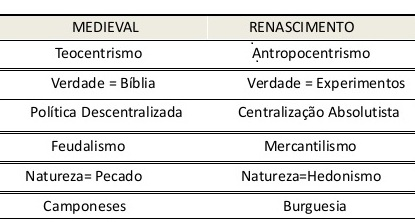 MEDIEVAL RENASCIMENTO
Teocentrismo Antropocentrismo
Verdade = Bíblia Verdade = Experimentos
Política Descentralizada Centralização Absolutista
Feudalismo Mercantilismo
Natureza= Pecado Natureza=Hedonismo
Camponeses Burguesia